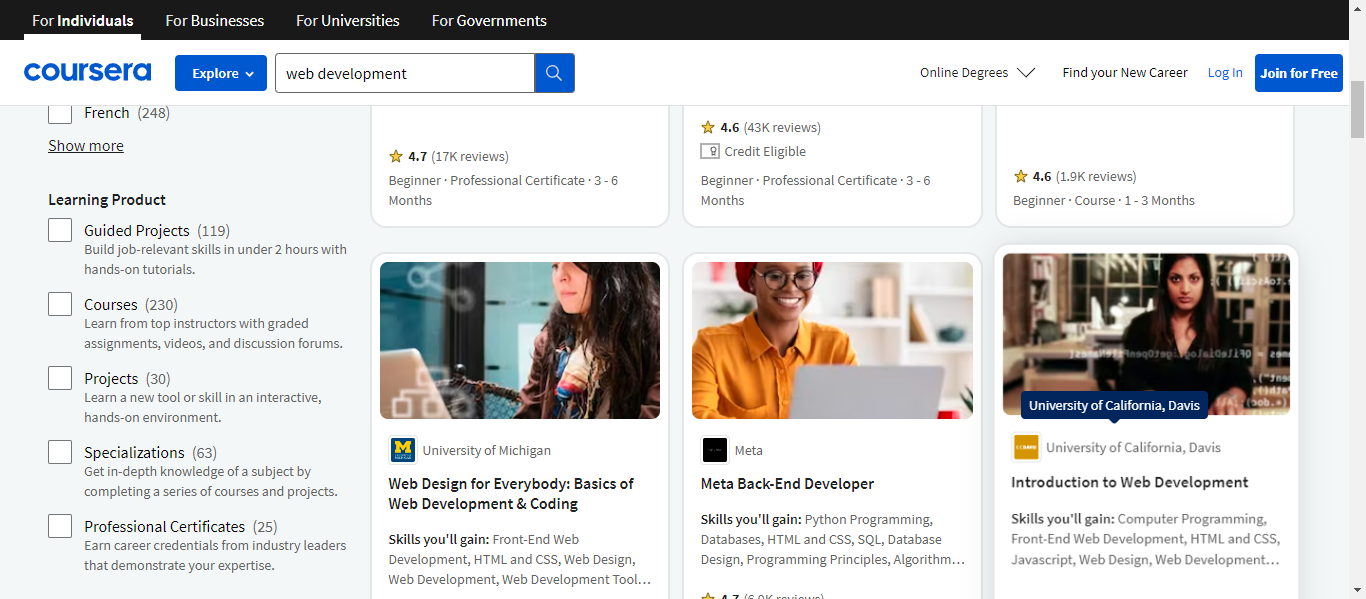 For Individuals
For Businesses
For Universities
For Governments
coursera
Explore
web development
Online Degrees
Find your New Career
Log In
Join for Free
French (248)
Show more
Learning Product
Guided Projects (119)
Build job-relevant skills in under 2 hours with
hands-on tutorials.
Courses (230)
Learn from top instructors with graded
assignments, videos, and discussion forums.
Projects (30)
Learn a new tool or skill in an interactive,
hands-on environment.
Specializations (63)
Get in-depth knowledge of a subject by
completing a series of courses and projects.
Professional Certificates (25)
Earn career credentials from industry leaders
that demonstrate your expertise.
4.7 (17K reviews)
Beginner · Professional Certificate · 3 - 6
Months
4.6 (43K reviews)
Credit Eligible
Beginner · Professional Certificate · 3 - 6
Months
4.6 (1.9K reviews)
Beginner · Course · 1 - 3 Months
University of Michigan
Web Design for Everybody: Basics of
Web Development & Coding
Skills you'll gain: Front-End Web
Development, HTML and CSS, Web Design,
Web Development, Web Development Tool…
Meta
Meta Back-End Developer
Skills you'll gain: Python Programming,
Databases, HTML and CSS, SQL, Database
Design, Programming Principles, Algorithm…
4.7 (6.0K reviews)
University of California, Davis
University of California, Davis
Introduction to Web Development
Skills you'll gain: Computer Programming,
Front-End Web Development, HTML and CSS,
Javascript, Web Design, Web Development…